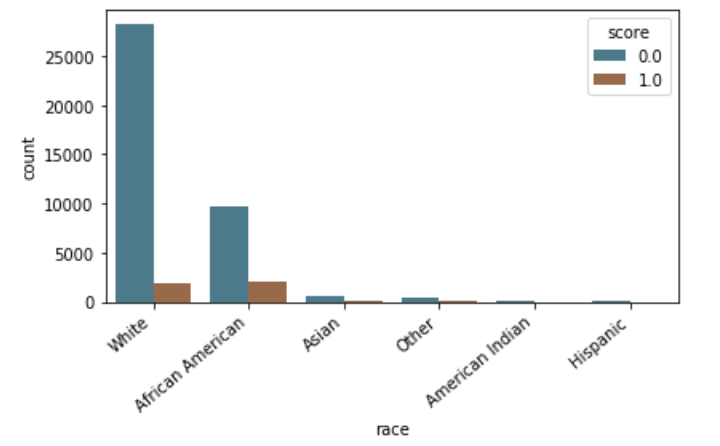 score
0.0
1.0
25000
20000
15000
10000
5000
0
count
White
African American
Asian
Other
American Indian
Hispanic
race